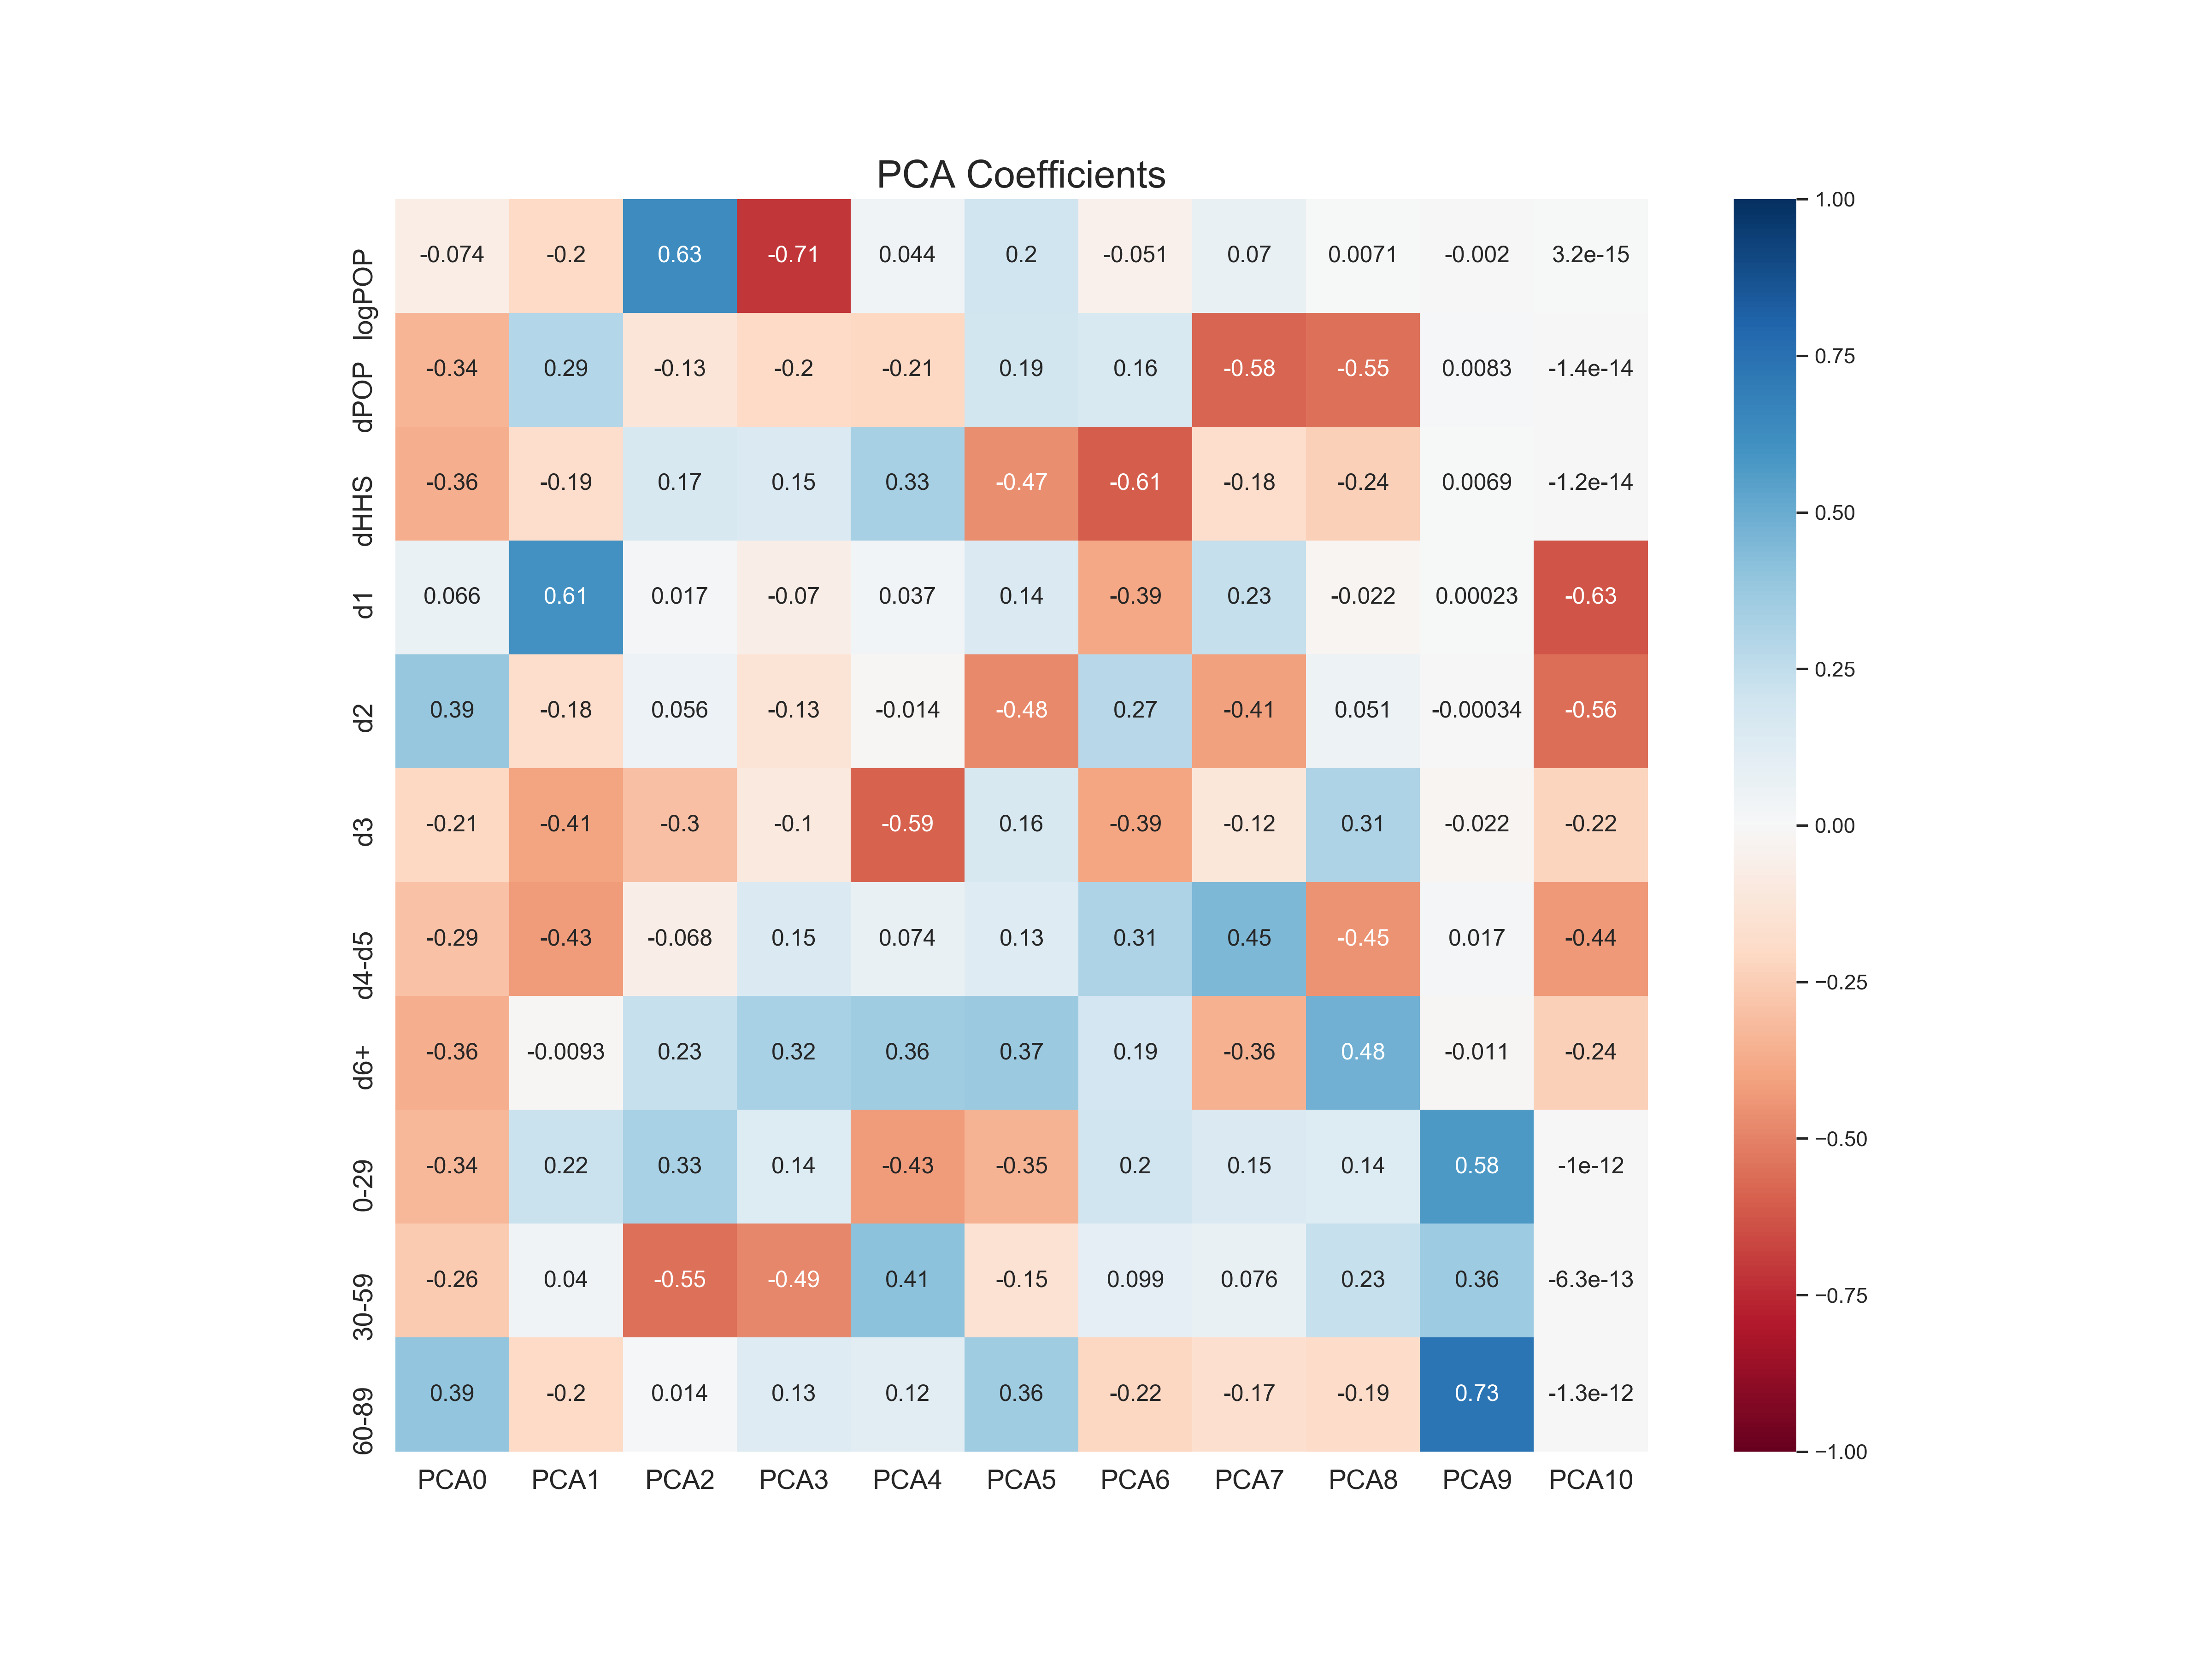 PCA Coefficients
logPOP -0.074 -0.2 0.63 -0.71 0.044 0.2 -0.051 0.07 0.0071 -0.002 3.2e-15
dPOP -0.34 0.29 -0.13 -0.2 -0.21 0.19 0.16 -0.58 -0.55 0.0083 -1.4e-14
dHHS -0.36 -0.19 0.17 0.15 0.33 -0.47 -0.61 -0.18 -0.24 0.0069 -1.2e-14
d1 0.066 0.61 0.017 -0.07 0.037 0.14 -0.39 0.23 -0.022 0.00023 -0.63
d2 0.39 -0.18 0.056 -0.13 -0.014 -0.48 0.27 -0.41 0.051 -0.00034 -0.56
d3 -0.21 -0.41 -0.3 -0.1 -0.59 0.16 -0.39 -0.12 0.31 -0.022 -0.22
d4-d5 -0.29 -0.43 -0.068 0.15 0.074 0.13 0.31 0.45 -0.45 0.017 -0.44
d6+ -0.36 -0.0093 0.23 0.32 0.36 0.37 0.19 -0.36 0.48 -0.011 -0.24
0-29 -0.34 0.22 0.33 0.14 -0.43 -0.35 0.2 0.15 0.14 0.58 -1e-12
30-59 -0.26 0.04 -0.55 -0.49 0.41 -0.15 0.099 0.076 0.23 0.36 -6.3e-13
60-89 0.39 -0.2 0.014 0.13 0.12 0.36 -0.22 -0.17 -0.19 0.73 -1.3e-12
PCA0 PCA1 PCA2 PCA3 PCA4 PCA5 PCA6 PCA7 PCA8 PCA9 PCA10
1.00
0.75
0.50
0.25
0.00
−0.25
−0.50
−0.75
−1.00